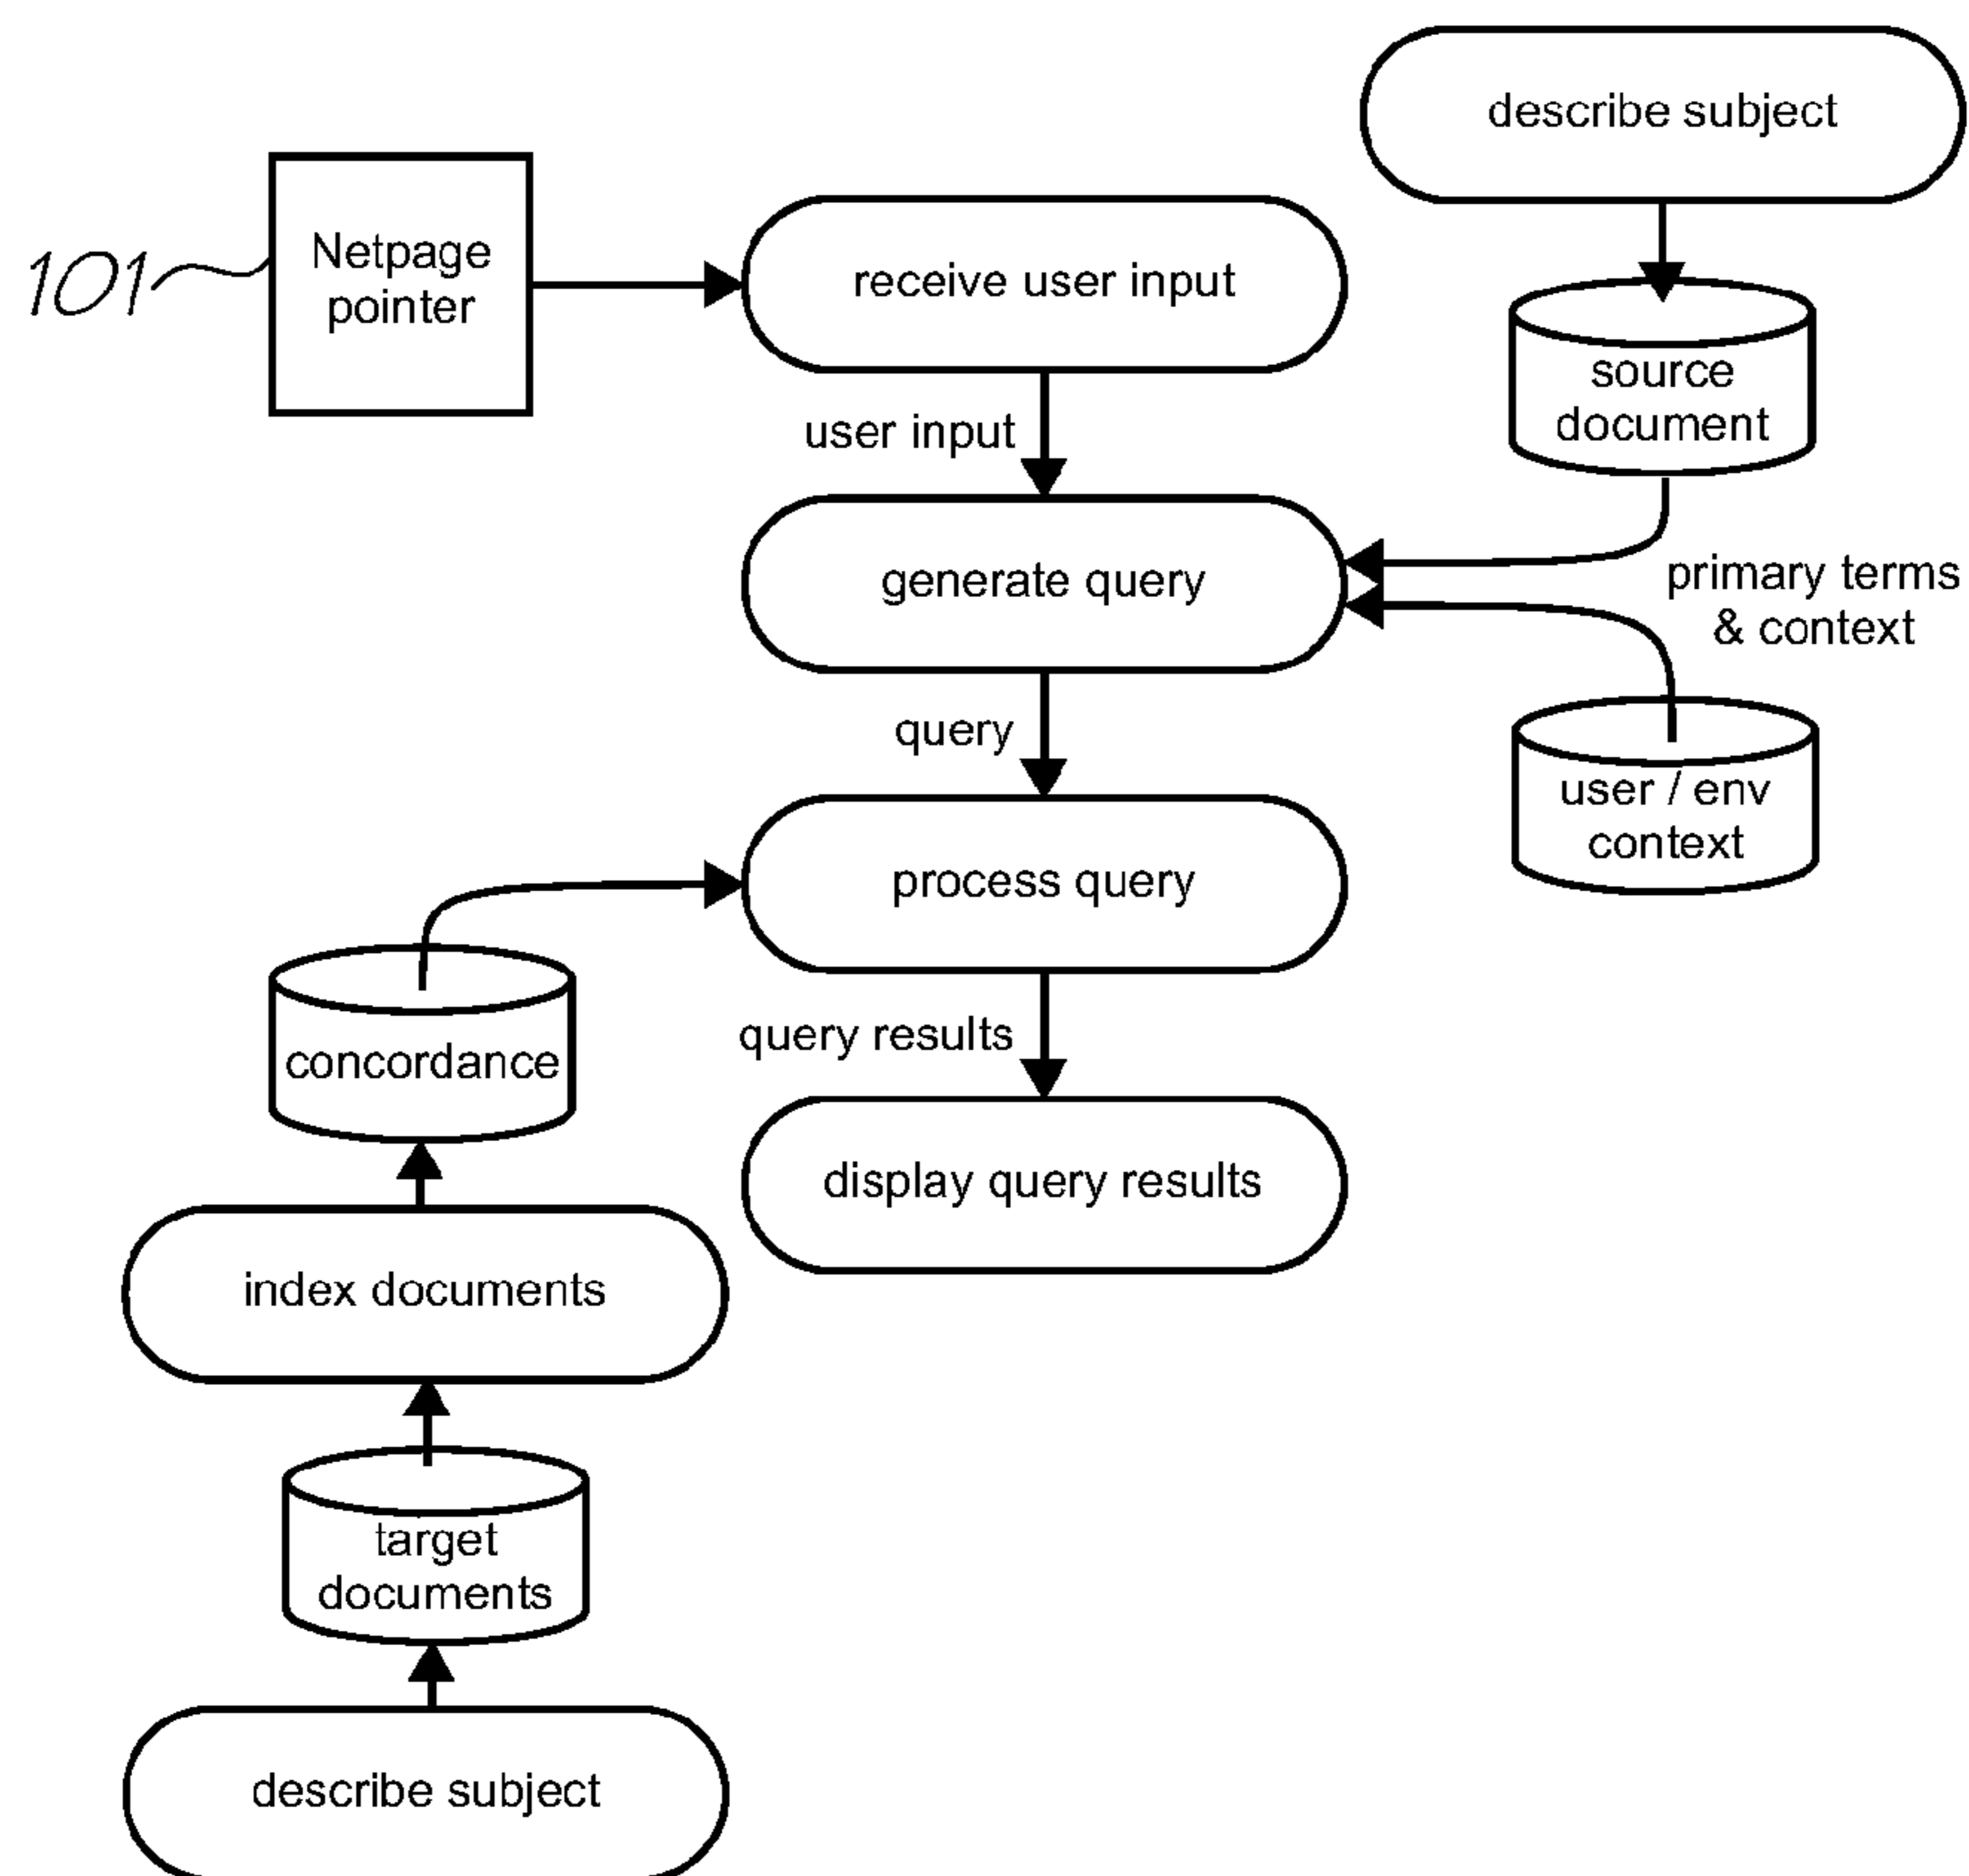 describe subject
101
Netpage
pointer
receive user input
source
document
user input
generate query
primary terms
& context
query
user / env
context
process query
concordance
query results
display query results
index documents
target
documents
describe subject